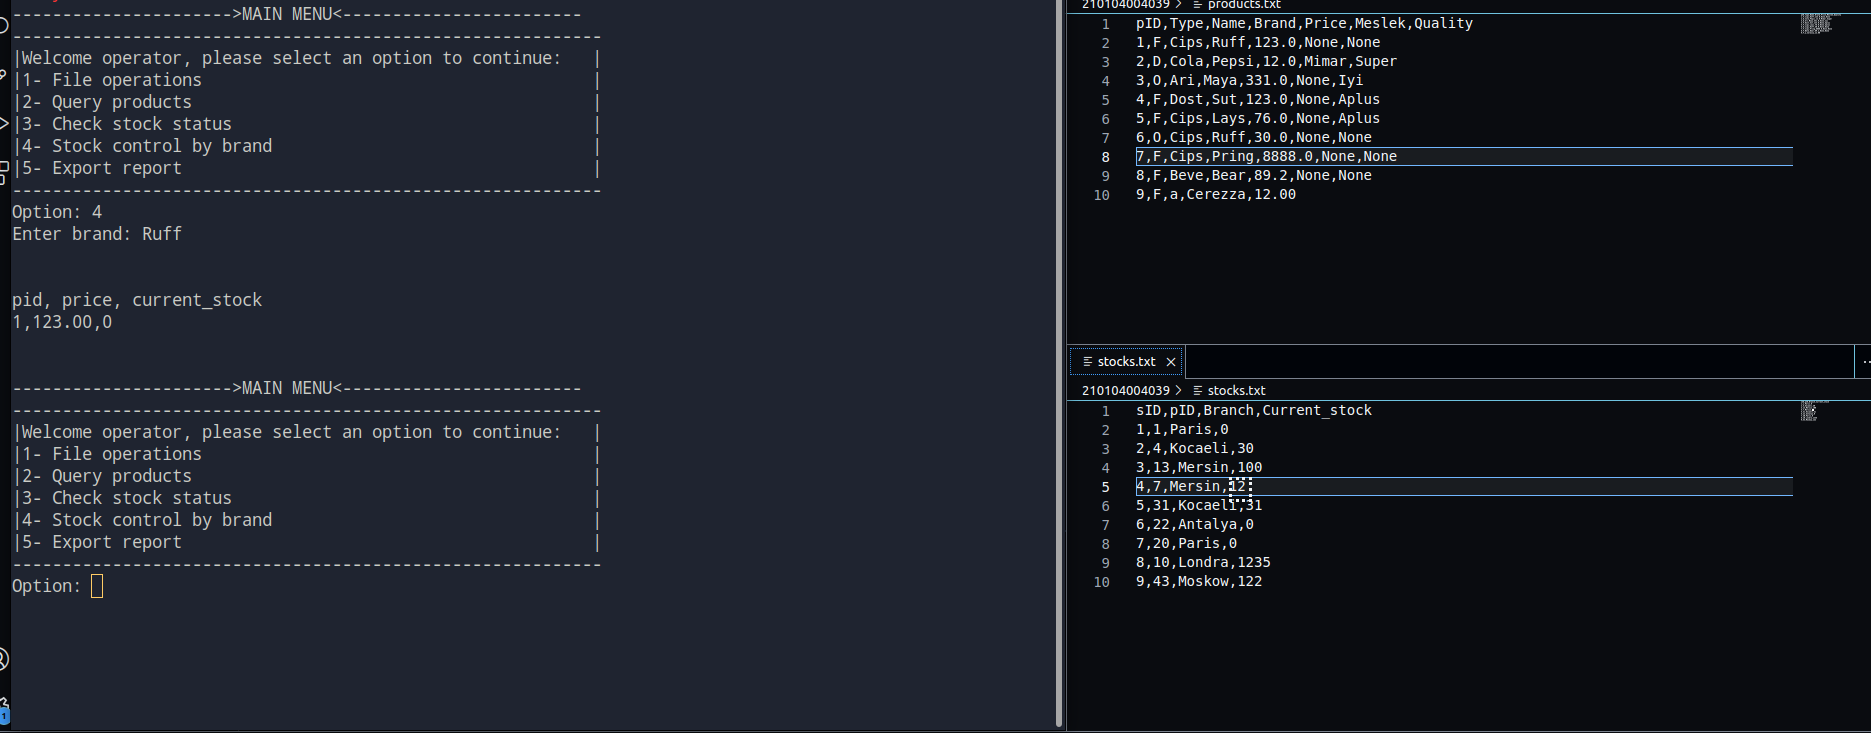 ---------------------->MAIN MENU<------------------------
-----------------------------------------------------------
|Welcome operator, please select an option to continue:   |
|1- File operations                                       |
|2- Query products                                        |
|3- Check stock status                                    |
|4- Stock control by brand                                |
|5- Export report                                         |
-----------------------------------------------------------
Option: 4
Enter brand: Ruff
pid, price, current_stock
1,123.00,0
---------------------->MAIN MENU<------------------------
-----------------------------------------------------------
|Welcome operator, please select an option to continue:   |
|1- File operations                                       |
|2- Query products                                        |
|3- Check stock status                                    |
|4- Stock control by brand                                |
|5- Export report                                         |
-----------------------------------------------------------
Option:
1
210104004039 > products.txt
1 pID,Type,Name,Brand,Price,Meslek,Quality
2 1,F,Cips,Ruff,123.0,None,None
3 2,D,Cola,Pepsi,12.0,Mimar,Super
4 3,O,Ari,Maya,331.0,None,Iyi
5 4,F,Dost,Sut,123.0,None,Aplus
6 5,F,Cips,Lays,76.0,None,Aplus
7 6,O,Cips,Ruff,30.0,None,None
8 7,F,Cips,Pring,8888.0,None,None
9 8,F,Beve,Bear,89.2,None,None
10 9,F,a,Cerezza,12.00
stocks.txt ×
210104004039 > stocks.txt
1 sID,pID,Branch,Current_stock
2 1,1,Paris,0
3 2,4,Kocaeli,30
4 3,13,Mersin,100
5 4,7,Mersin,12
6 5,31,Kocaeli,31
7 6,22,Antalya,0
8 7,20,Paris,0
9 8,10,Londra,1235
10 9,43,Moskow,122